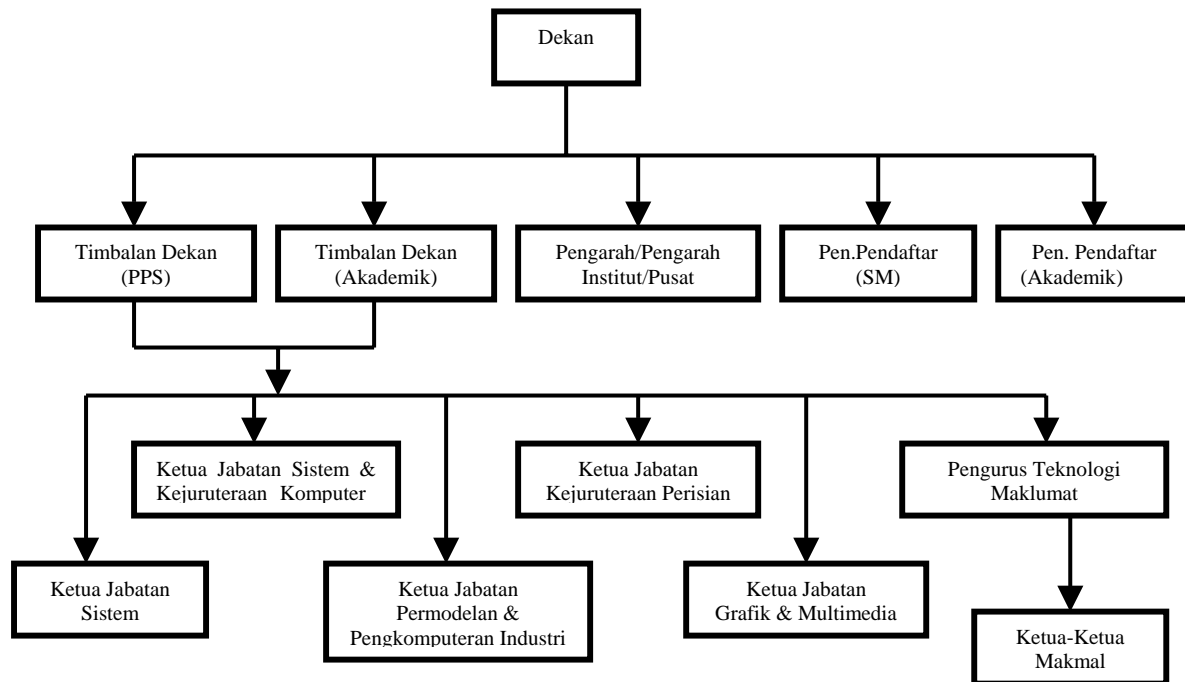 Dekan
Timbalan Dekan
(PPS)
Timbalan Dekan
(Akademik)
Pengarah/Pengarah
Institut/Pusat
Pen.Pendaftar
(SM)
Pen. Pendaftar
(Akademik)
Ketua Jabatan Sistem &
Kejuruteraan Komputer
Ketua Jabatan
Kejuruteraan Perisian
Pengurus Teknologi
Maklumat
Ketua Jabatan
Sistem
Ketua Jabatan
Permodelan &
Pengkomputeran Industri
Ketua Jabatan
Grafik & Multimedia
Ketua-Ketua
Makmal